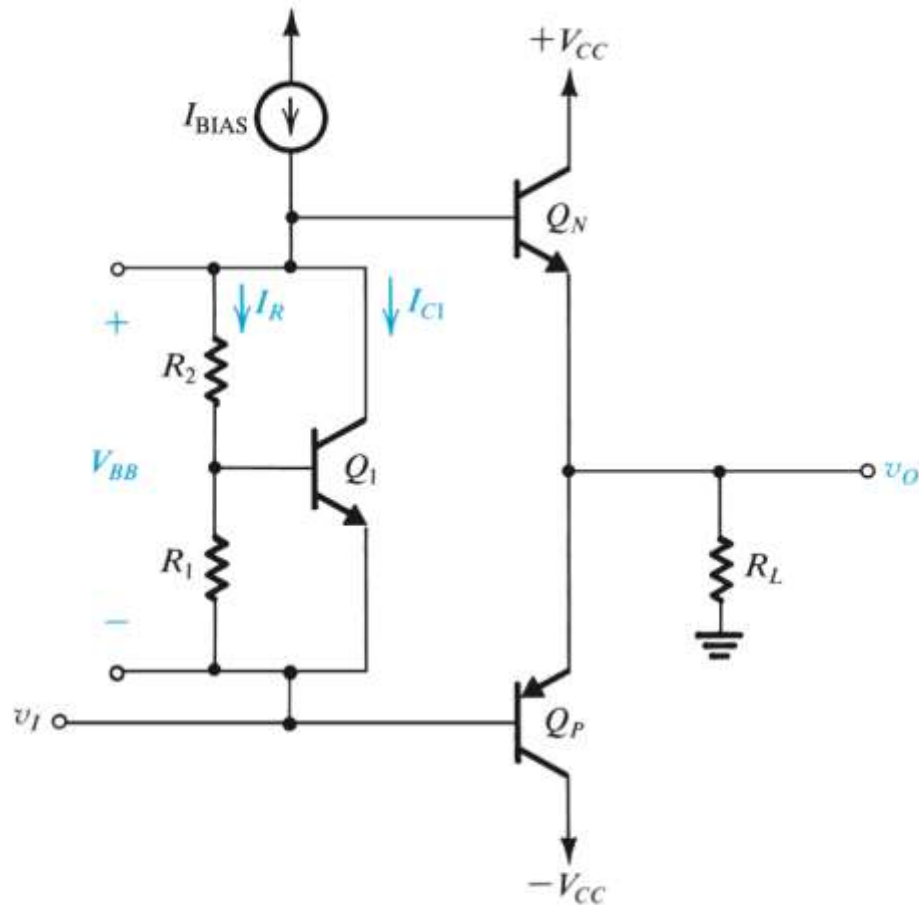 +V_CC
I_BIAS
Q_N
+
I_R
I_C1
R_2
V_BB
Q_1
v_O
R_1
R_L
−
v_I
Q_P
−V_CC